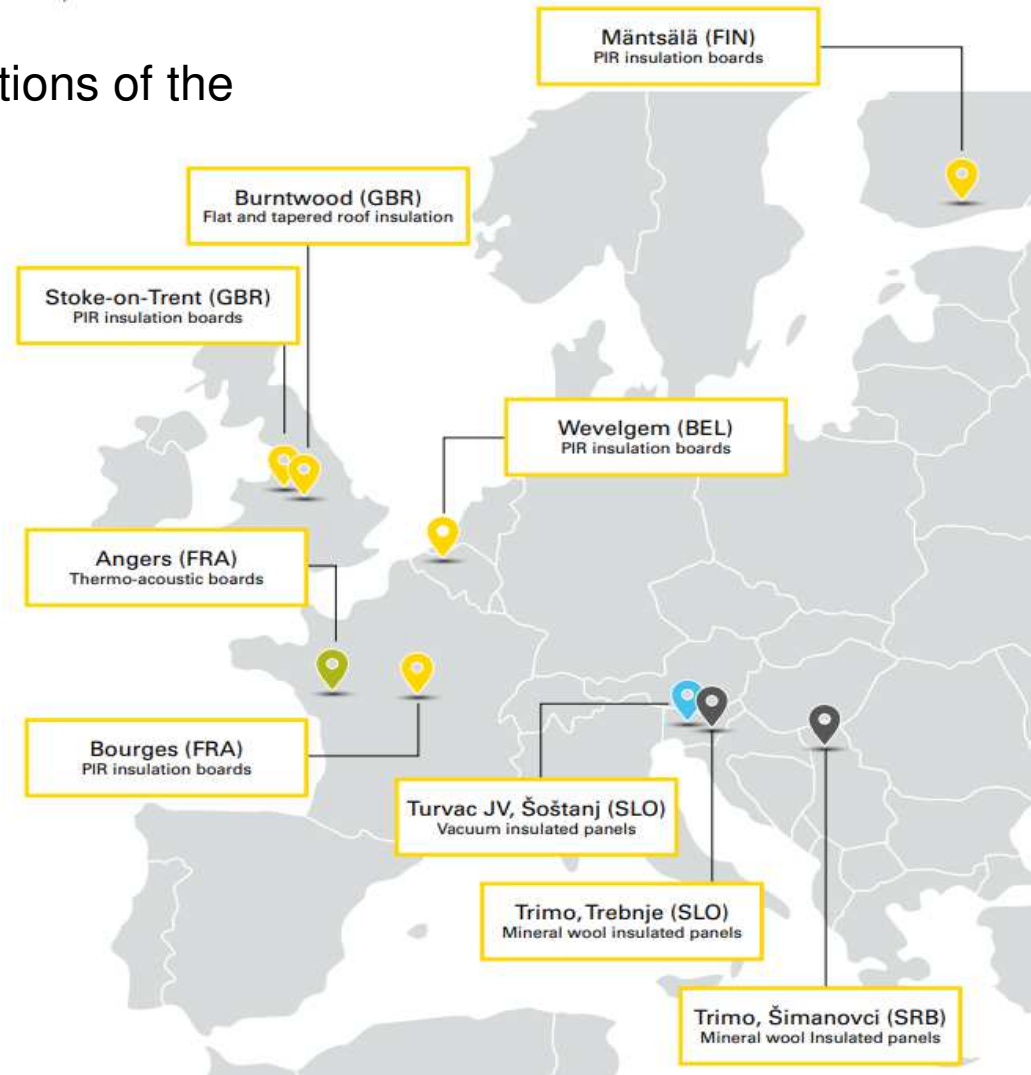 tions of the
Mäntsälä (FIN)
PIR insulation boards
Burntwood (GBR)
Flat and tapered roof insulation
Stoke-on-Trent (GBR)
PIR insulation boards
Wevelgem (BEL)
PIR insulation boards
Angers (FRA)
Thermo-acoustic boards
Bourges (FRA)
PIR insulation boards
Turvac JV, Šoštanj (SLO)
Vacuum insulated panels
Trimo, Trebnje (SLO)
Mineral wool insulated panels
Trimo, Šimanovci (SRB)
Mineral wool Insulated panels